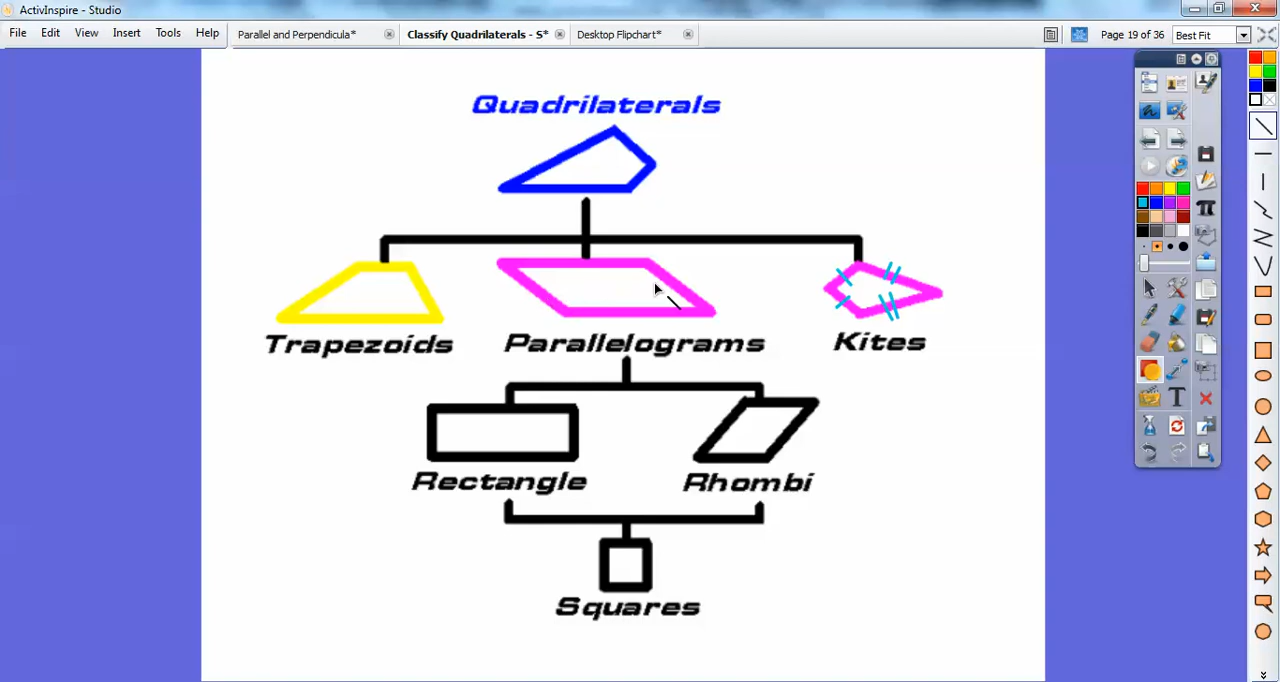 ActivInspire - Studio
File Edit View Insert Tools Help Parallel and Perpendicula* Classify Quadrilaterals - 5* Desktop Flipchart* Page 19 of 36 Best Fit
Quadrilaterals
Trapezoids Parallelograms Kites
Rectangle Rhombi
Squares